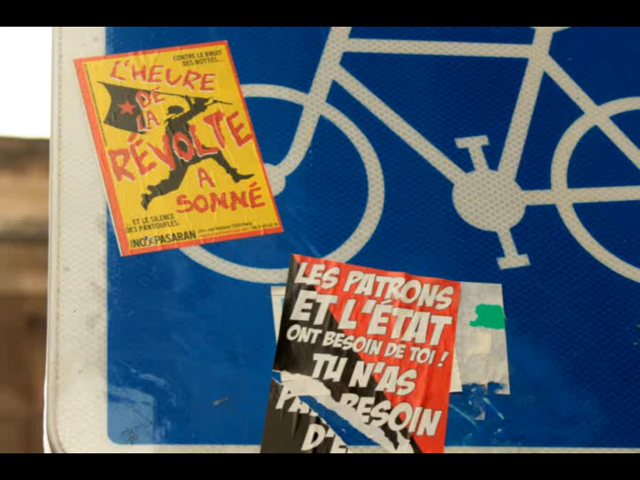 CONTRE LE BRUIT
DES BOTTES...
L'HEURE
DE
LA
RÉVOLTE
A
SONNÉ
... ET LE SILENCE
DES PANTOUFLES.
NO PASARAN
LES PATRONS
ET L'ÉTAT
ONT BESOIN DE TOI !
TU N'AS
PAS BESOIN